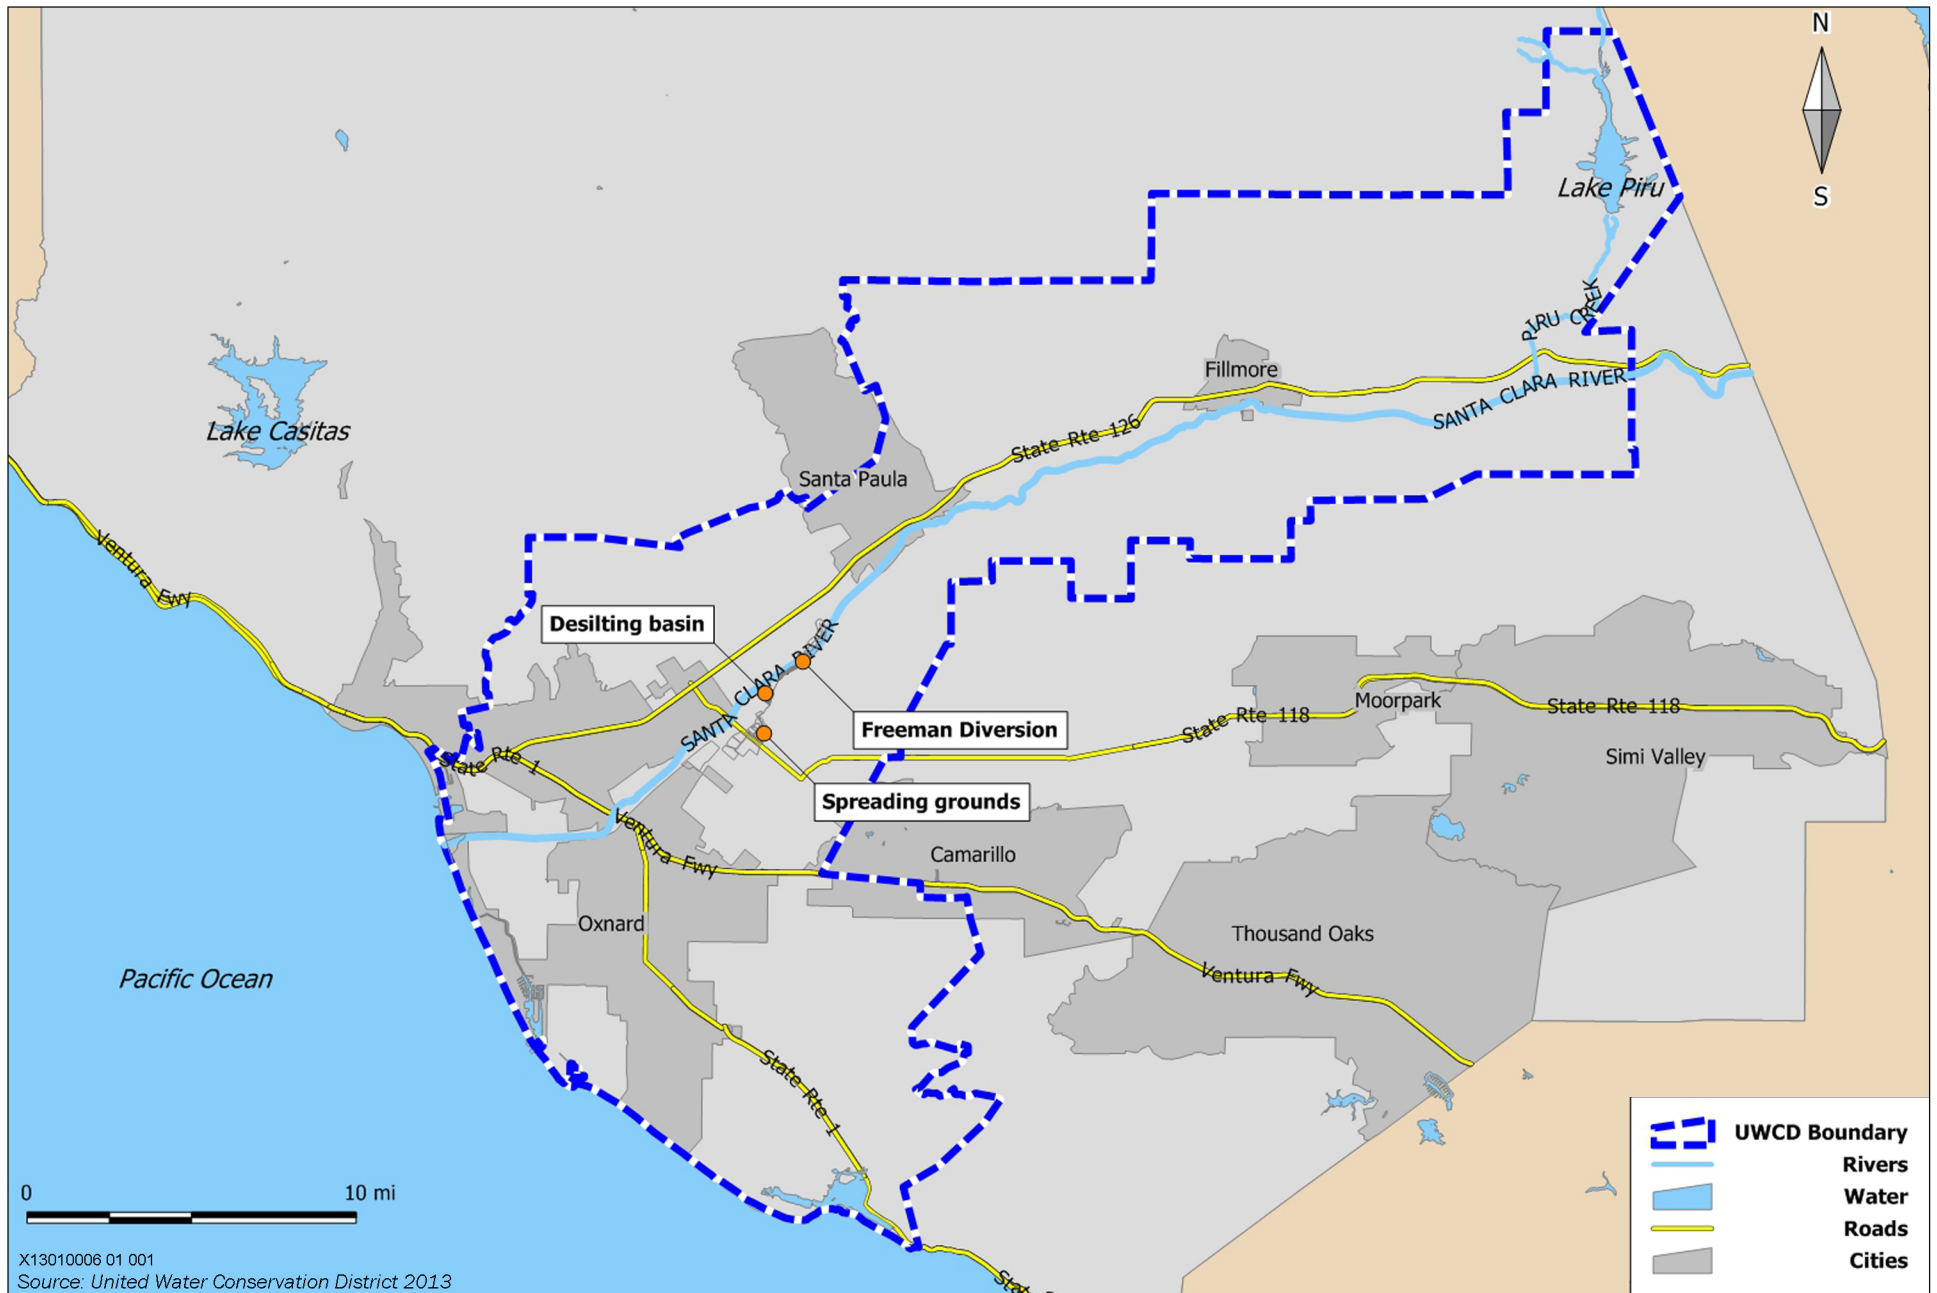 N
S
Lake Piru
PIRU CREEK
Fillmore
SANTA CLARA RIVER
State Rte 126
Lake Casitas
Santa Paula
Ventura Fwy
Desilting basin
SANTA CLARA RIVER
Freeman Diversion
State Rte 118
Moorpark
State Rte 118
Simi Valley
State Rte 1
Spreading grounds
Ventura Fwy
Camarillo
Oxnard
Thousand Oaks
Ventura Fwy
Pacific Ocean
State Rte 1
UWCD Boundary
Rivers
Water
Roads
Cities
0 10 mi
X13010006 01 001
Source: United Water Conservation District 2013